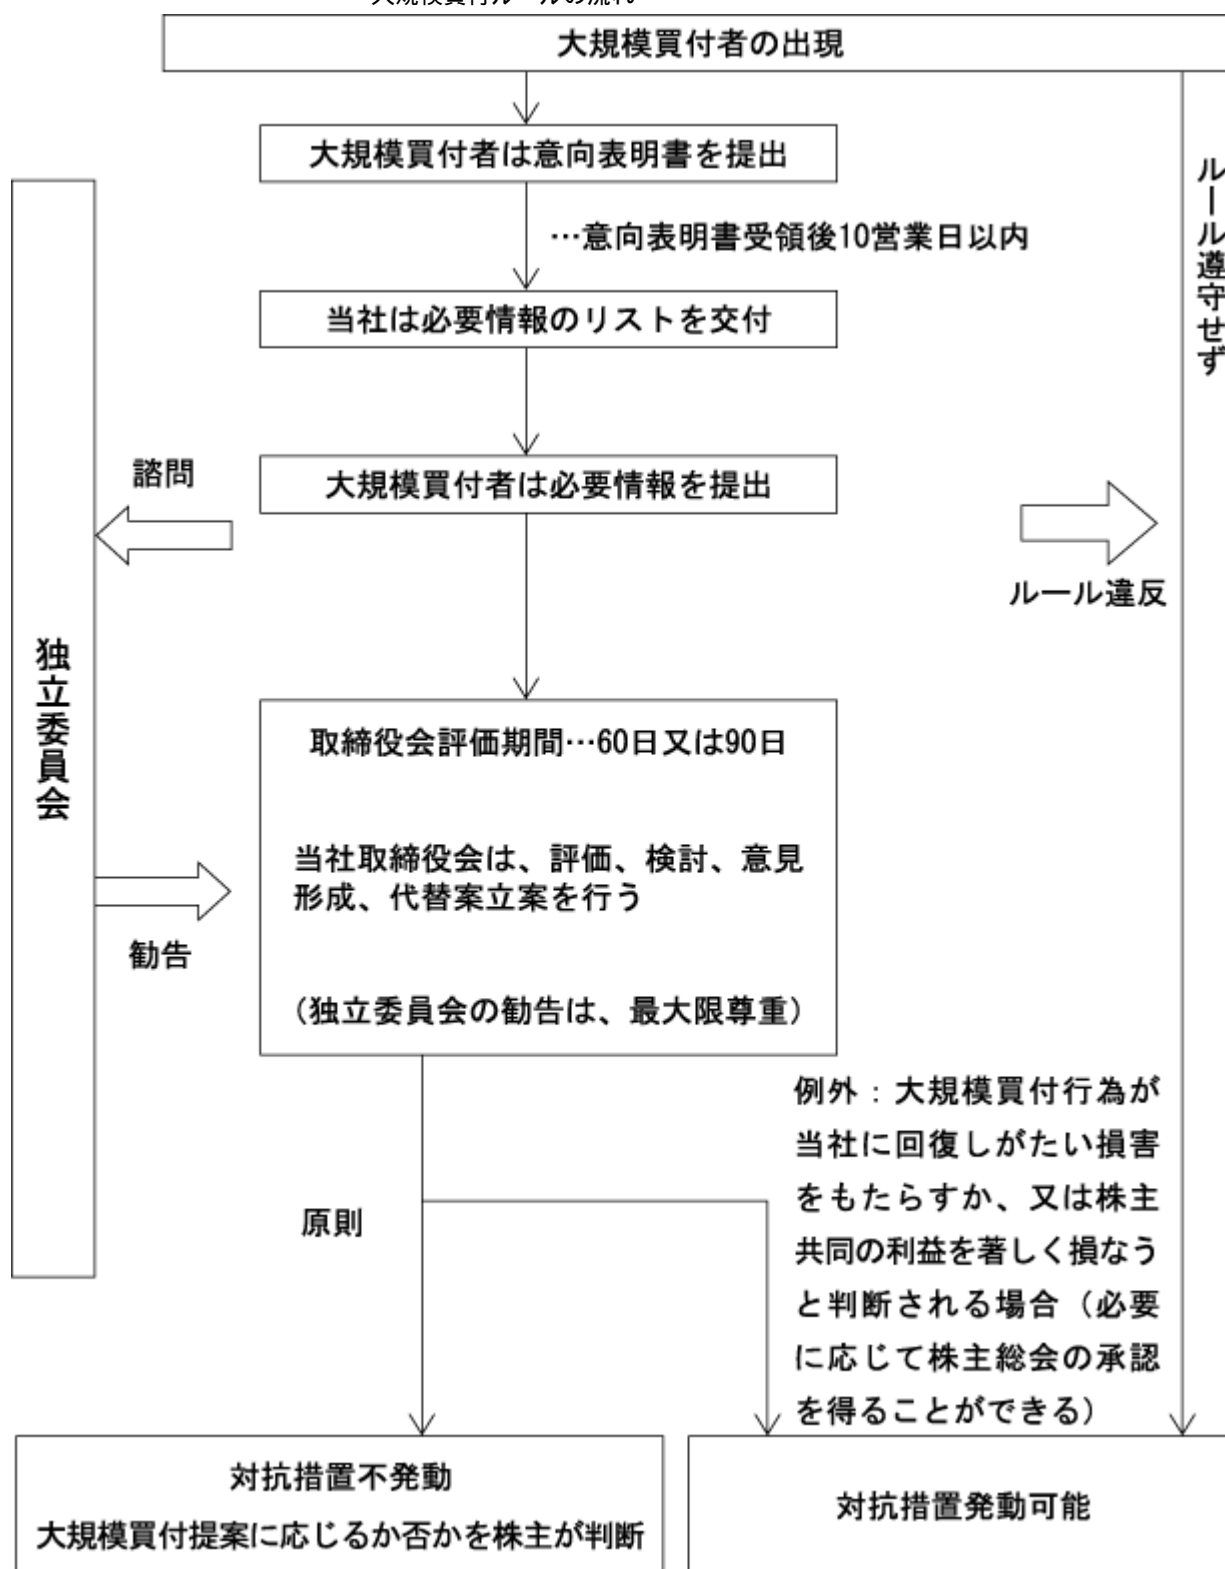 大規模買付ルールの流れ
大規模買付者の出現
大規模買付者は意向表明書を提出
…意向表明書受領後10営業日以内
当社は必要情報のリストを交付
大規模買付者は必要情報を提出
諮問
ルール遵守せず
ルール違反
独立委員会
取締役会評価期間…60日又は90日
当社取締役会は、評価、検討、意見
形成、代替案立案を行う
(独立委員会の勧告は、最大限尊重)
勧告
原則
例外：大規模買付行為が
当社に回復しがたい損害
をもたらすか、又は株主
共同の利益を著しく損なう
と判断される場合（必要
に応じて株主総会の承認
を得ることができる）
対抗措置不発動
大規模買付提案に応じるか否かを株主が判断
対抗措置発動可能